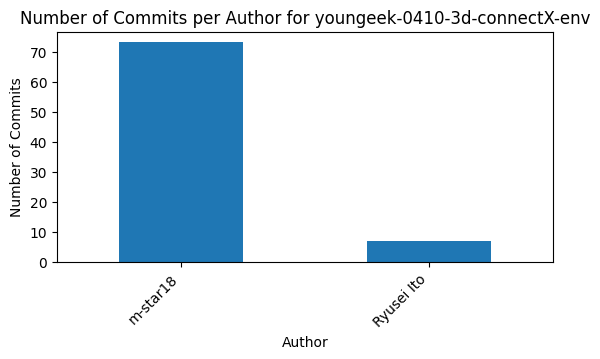 Number of Commits per Author for youngeek-0410-3d-connectX-env
Number of Commits
70
60
50
40
30
20
10
0
m-star18
Ryusei Ito
Author